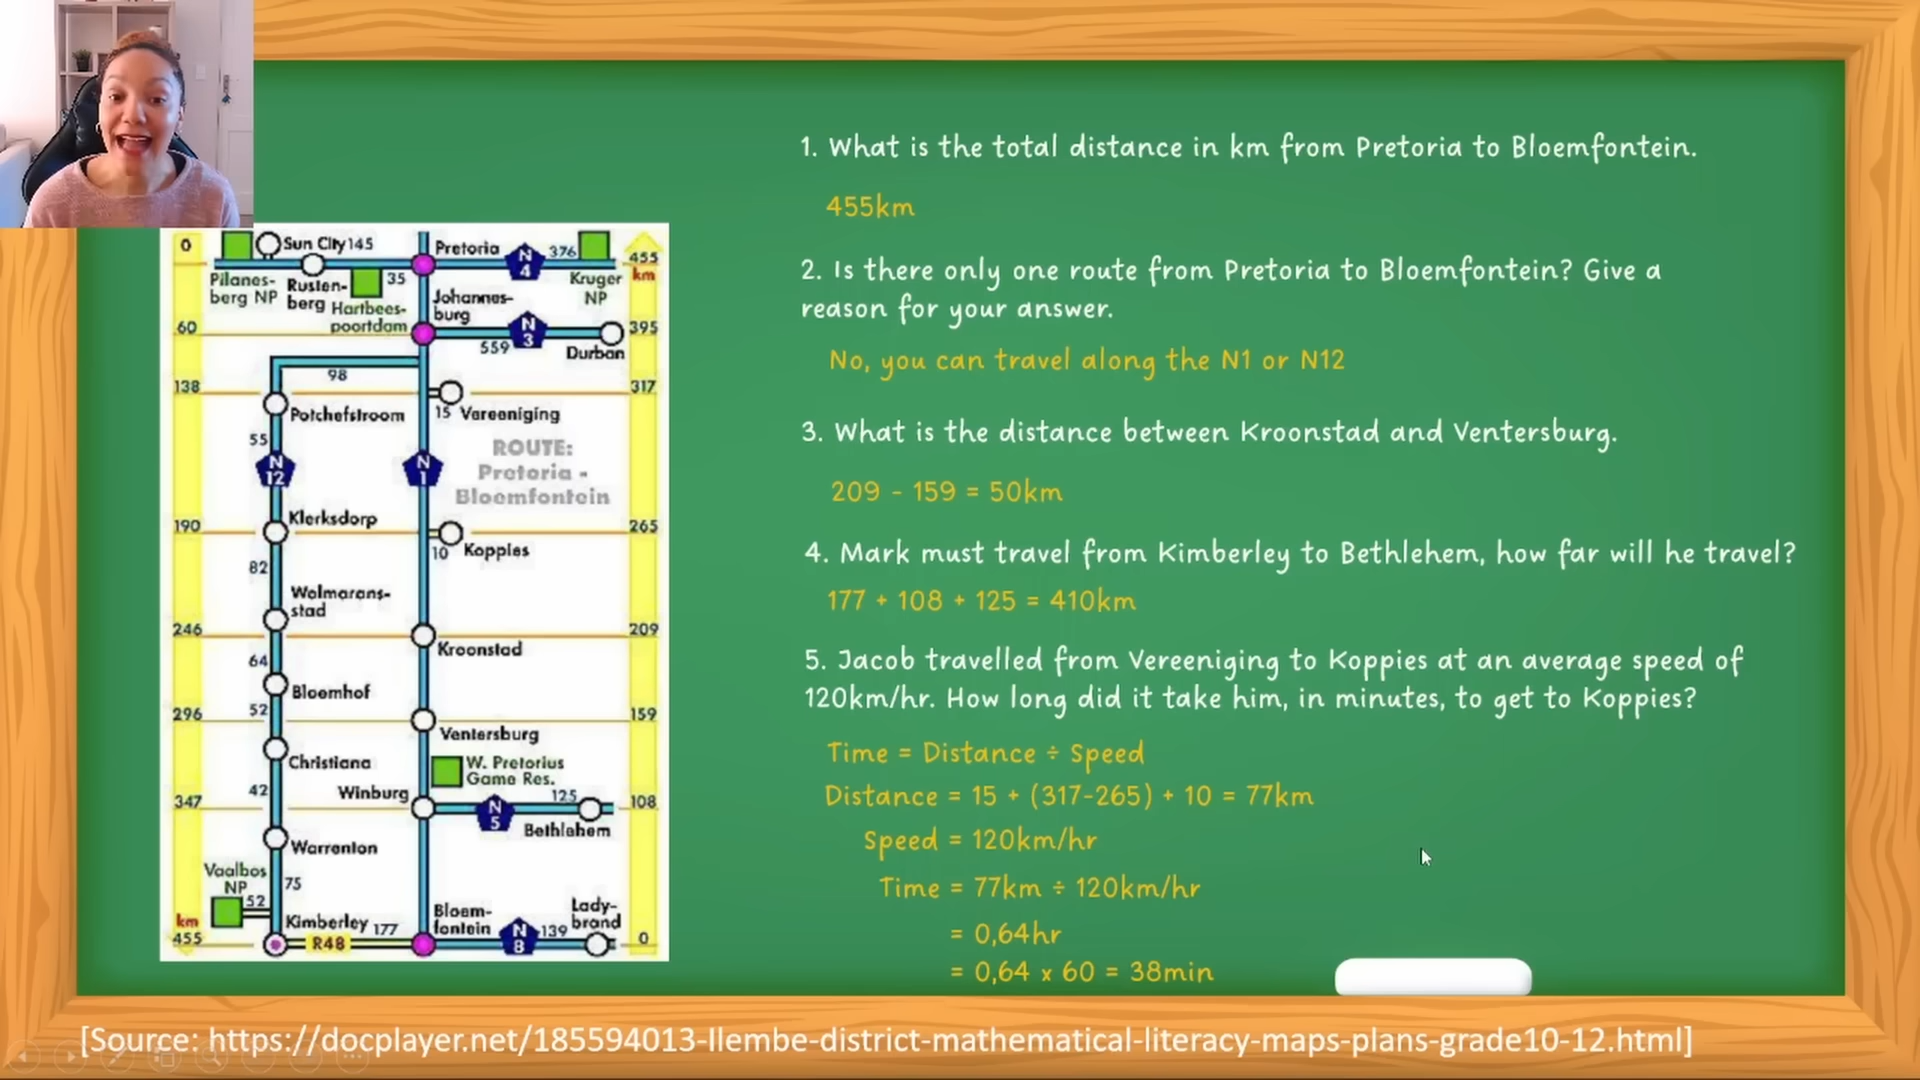 0
Sun City 145
Pretoria
N
4
376
455
km
Pilanes-
berg NP
Rusten-
berg
35
Hartbees-
poortdam
Johannes-
burg
Kruger
NP
60
N
3
395
559
Durban
98
138
317
Potchefstroom
15 Vereeniging
55
N
12
N
1
ROUTE:
Pretoria -
Bloemfontein
Klerksdorp
190
265
10 Koppies
82
Wolmarans-
stad
246
209
Kroonstad
64
Bloemhof
52
296
159
Ventersburg
Christiana
W. Pretorius
Game Res.
42
Winburg
125
347
108
N
5
Bethlehem
Warrenton
Vaalbos
NP
75
52
Kimberley 177
Bloem-
fontein
Lady-
brand
N
8
139
km
455
R48
0
1. What is the total distance in km from Pretoria to Bloemfontein.
455km
2. Is there only one route from Pretoria to Bloemfontein? Give a
reason for your answer.
No, you can travel along the N1 or N12
3. What is the distance between Kroonstad and Ventersburg.
209 - 159 = 50km
4. Mark must travel from Kimberley to Bethlehem, how far will he travel?
177 + 108 + 125 = 410km
5. Jacob travelled from Vereeniging to Koppies at an average speed of
120km/hr. How long did it take him, in minutes, to get to Koppies?
Time = Distance ÷ Speed
Distance = 15 + (317-265) + 10 = 77km
Speed = 120km/hr
Time = 77km ÷ 120km/hr
= 0,64hr
= 0,64 x 60 = 38min
[Source: https://docplayer.net/185594013-Ilembe-district-mathematical-literacy-maps-plans-grade10-12.html]